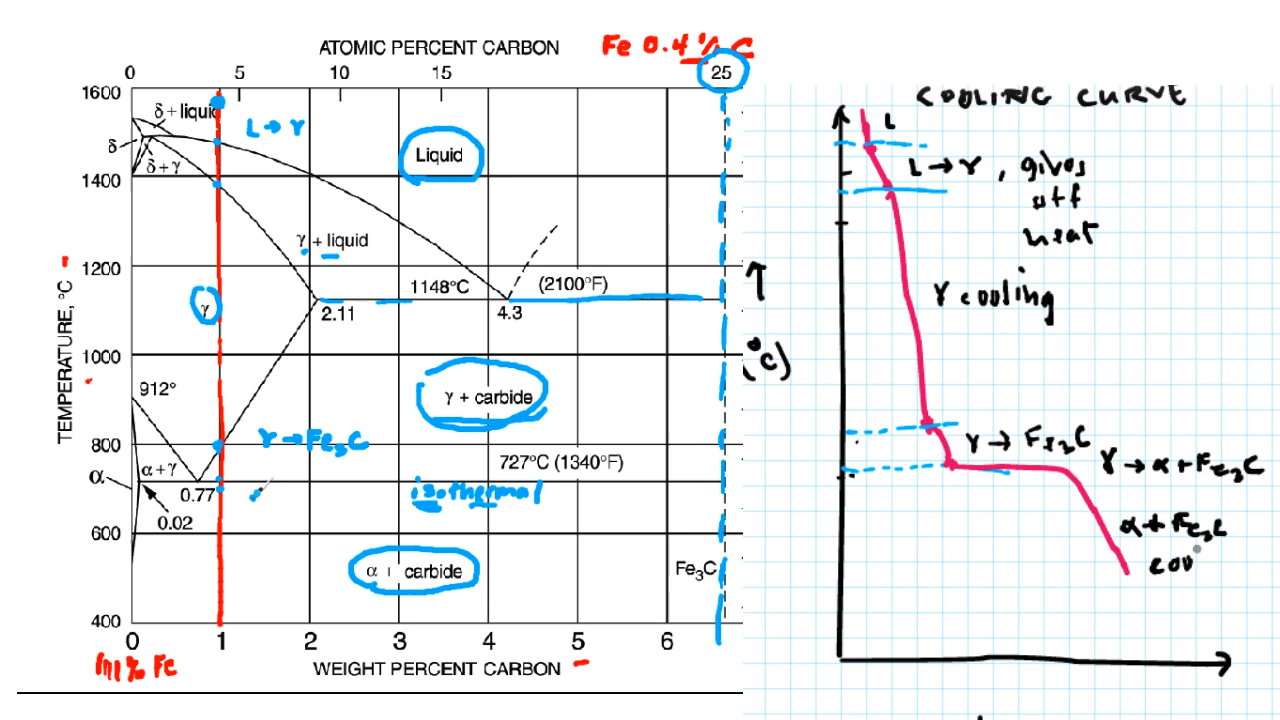 ATOMIC PERCENT CARBON
Fe 0.4% C
0 5 10 15 25
1600
1400
1200
1000
800
600
400
TEMPERATURE, °C
δ + liquid
δ
δ + γ
L → γ
Liquid
γ + liquid
1148°C
(2100°F)
γ
2.11
4.3
912°
γ + carbide
γ → Fe3C
727°C (1340°F)
α
α + γ
0.77
isothermal
0.02
α + carbide
Fe3C
0 1 2 3 4 5 6
WEIGHT PERCENT CARBON
COOLING CURVE
L
L → γ, gives
off
heat
γ cooling
T
(°C)
γ → Fe3C
γ → α + Fe3C
α + Fe3C
coo